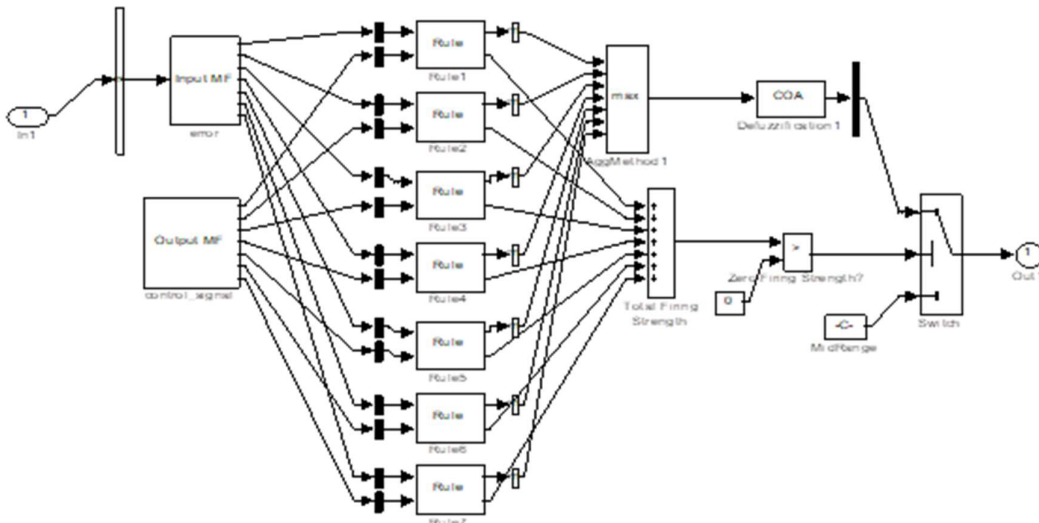 1
In1
Input MF
error
Output MF
control_signal
Rule
Rule1
Rule
Rule2
Rule
Rule3
Rule
Rule4
Rule
Rule5
Rule
Rule6
Rule
Rule7
max
AggMethod1
Total Firing
Strength
COA
Defuzzification1
>
Zero Firing Strength?
0
-C-
MidRange
Switch
1
Out1